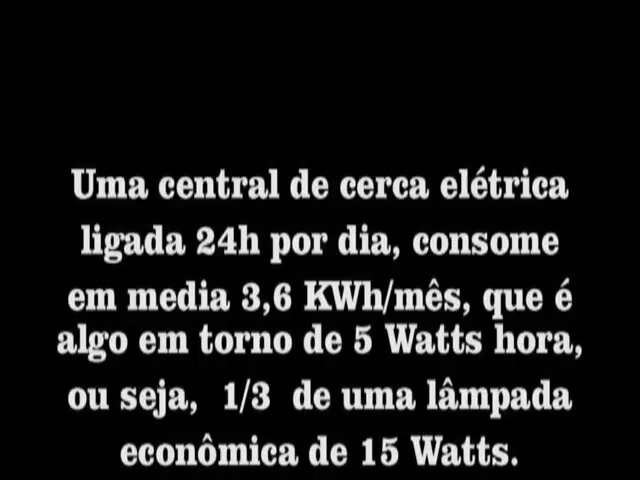 Uma central de cerca elétrica
ligada 24h por dia, consome
em media 3,6 KWh/mês, que é
algo em torno de 5 Watts hora,
ou seja, 1/3 de uma lâmpada
econômica de 15 Watts.